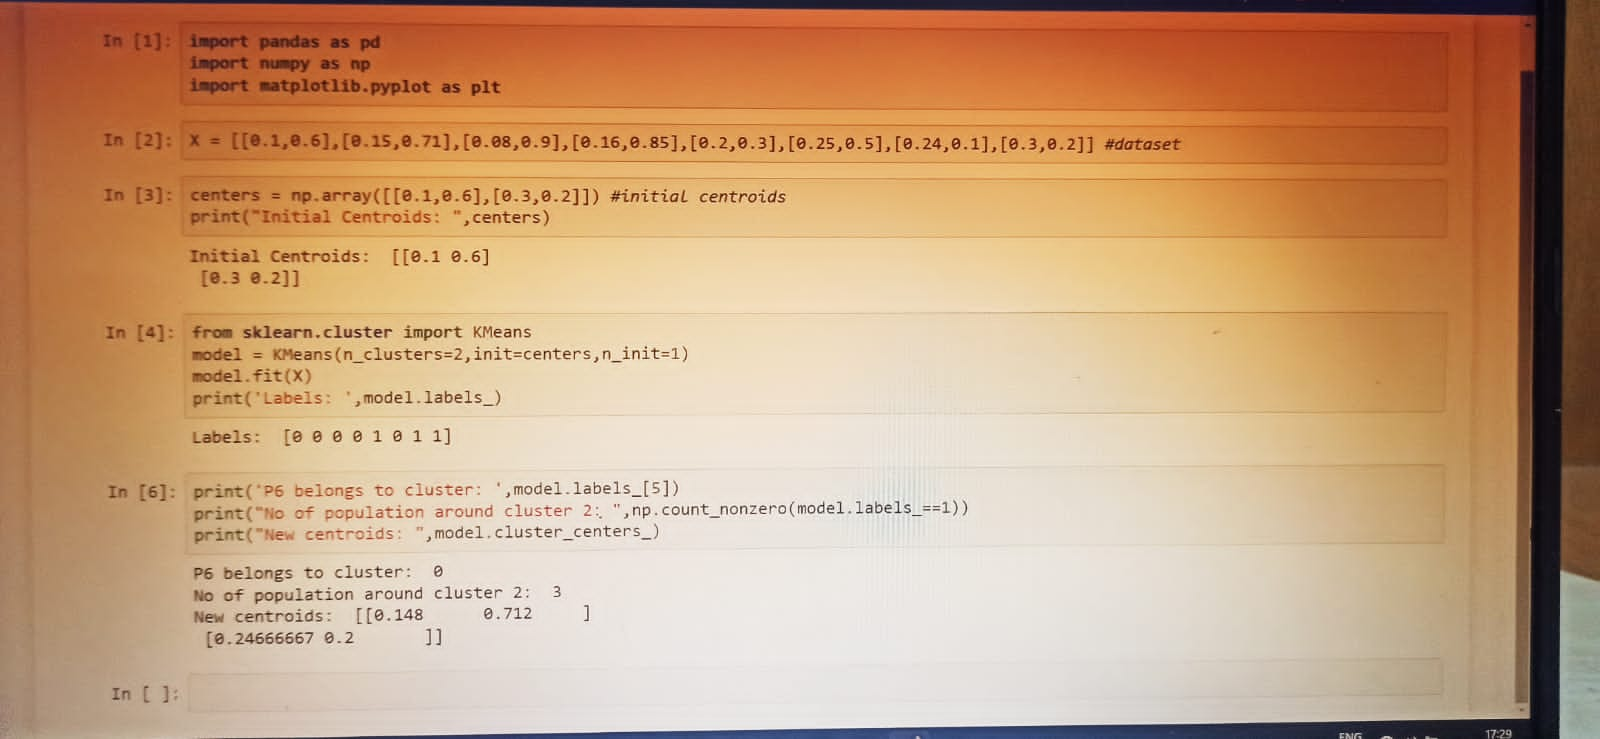 In [1]: import pandas as pd
import numpy as np
import matplotlib.pyplot as plt
In [2]: X = [[0.1,0.6],[0.15,0.71],[0.08,0.9],[0.16,0.85],[0.2,0.3],[0.25,0.5],[0.24,0.1],[0.3,0.2]] #dataset
In [3]: centers = np.array([[0.1,0.6],[0.3,0.2]]) #initial centroids
print("Initial Centroids: ",centers)
Initial Centroids:  [[0.1 0.6]
 [0.3 0.2]]
In [4]: from sklearn.cluster import KMeans
model = KMeans(n_clusters=2,init=centers,n_init=1)
model.fit(X)
print('Labels: ',model.labels_)
Labels:  [0 0 0 0 1 0 1 1]
In [6]: print('P6 belongs to cluster: ',model.labels_[5])
print("No of population around cluster 2: ",np.count_nonzero(model.labels_==1))
print("New centroids: ",model.cluster_centers_)
P6 belongs to cluster:  0
No of population around cluster 2:  3
New centroids:  [[0.148      0.712     ]
 [0.24666667 0.2       ]]
In [ ]:
ENG
17:29